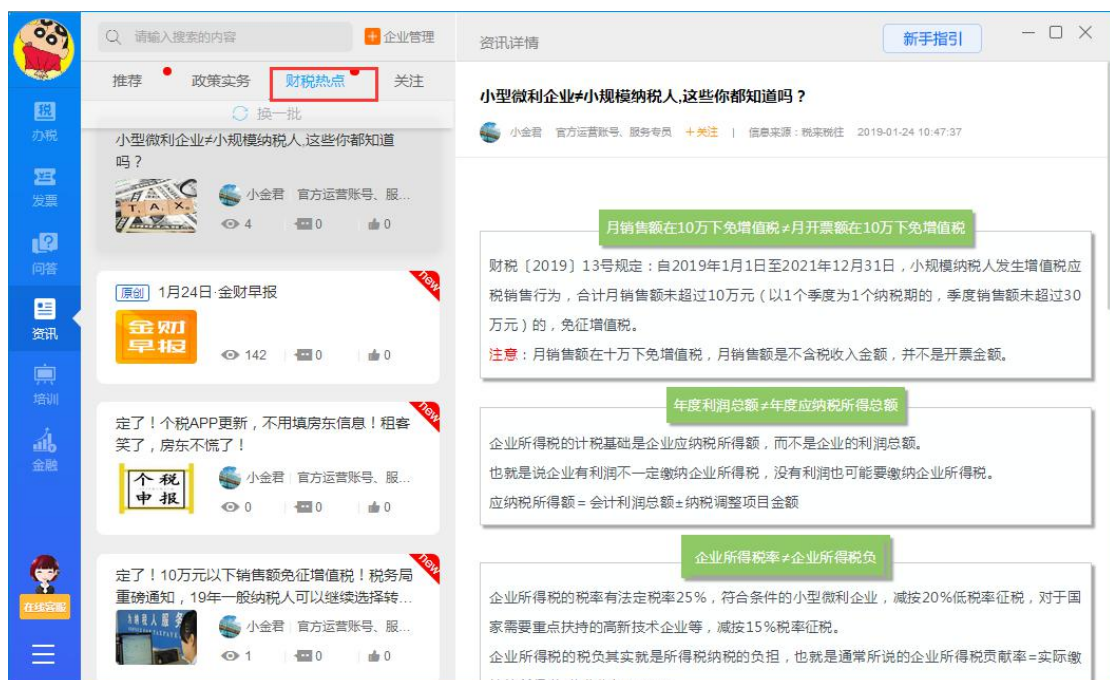 请输入搜索的内容
企业管理
推荐 政策实务 财税热点 关注
换一批
税
办税
发票
问答
资讯
培训
金融
在线客服
小型微利企业≠小规模纳税人,这些你都知道
吗？
T. A. X.
小金君 官方运营账号、服...
4 0 0
new
原创 1月24日·金财早报
金财
早报
142 0 0
new
定了！个税APP更新，不用填房东信息！租客
笑了，房东不慌了！
个税
申报
小金君 官方运营账号、服...
0 0 0
new
定了！10万元以下销售额免征增值税！税务局
重磅通知，19年一般纳税人可以继续选择转...
小金君 官方运营账号、服...
1 0 0
资讯详情
新手指引
小型微利企业≠小规模纳税人,这些你都知道吗？
小金君 官方运营账号、服务专员 +关注 | 信息来源：税来税往 2019-01-24 10:47:37
月销售额在10万下免增值税≠月开票额在10万下免增值税
财税〔2019〕13号规定：自2019年1月1日至2021年12月31日，小规模纳税人发生增值税应
税销售行为，合计月销售额未超过10万元（以1个季度为1个纳税期的，季度销售额未超过30
万元）的，免征增值税。
注意：月销售额在十万下免增值税，月销售额是不含税收入金额，并不是开票金额。
年度利润总额≠年度应纳税所得总额
企业所得税的计税基础是企业应纳税所得额，而不是企业的利润总额。
也就是说企业有利润不一定缴纳企业所得税，没有利润也可能要缴纳企业所得税。
应纳税所得额＝会计利润总额±纳税调整项目金额
企业所得税率≠企业所得税负
企业所得税的税率有法定税率25%，符合条件的小型微利企业，减按20%低税率征税，对于国
家需要重点扶持的高新技术企业等，减按15%税率征税。
企业所得税的税负其实就是所得税纳税的负担，也就是通常所说的企业所得税贡献率=实际缴